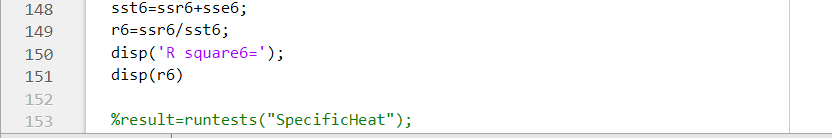 148 sst6=ssr6+sse6;
149 r6=ssr6/sst6;
150 disp('R square6=');
151 disp(r6)
152
153 %result=runtests("SpecificHeat");